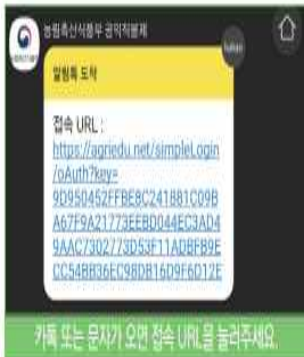 농림축산식품부 공익직불제
알림톡 도착
접속 URL :
https://agriedu.net/simpleLogin
/oAuth?key=
9D950452FFBE8C241881C09B
A67F9A21773EEBD044EC3AD4
9AAC7302773D53F11ADBFB9E
CC54BB36EC98DB16D9F6D12E
카톡 또는 문자가 오면 접속 URL을 눌러주세요.